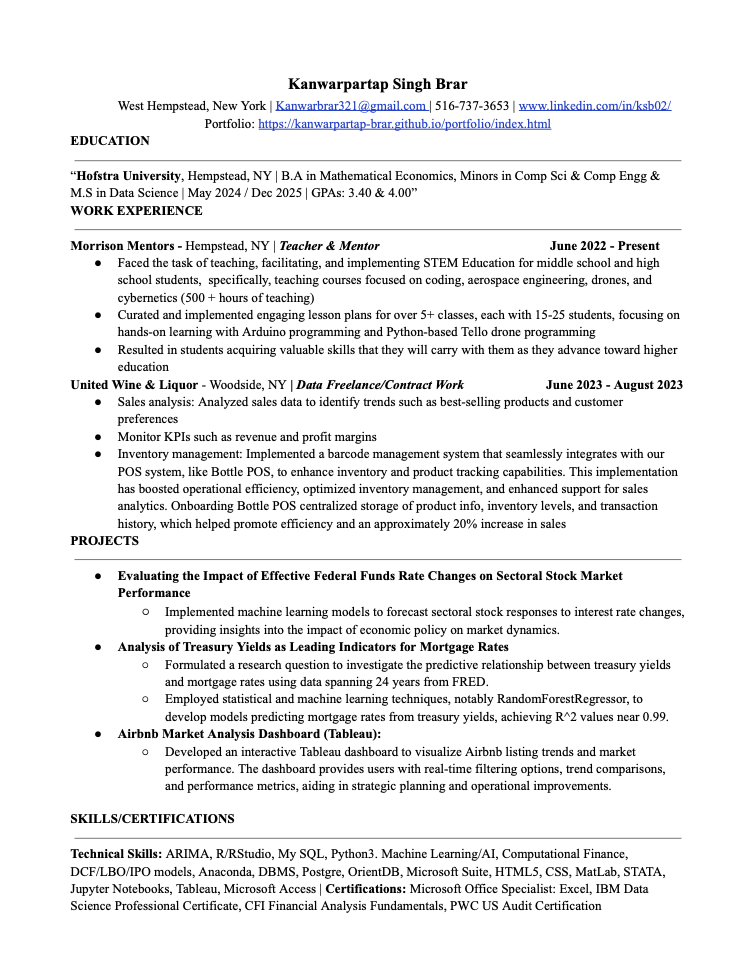 Kanwarpartap Singh Brar
West Hempstead, New York | Kanwarbrar321@gmail.com | 516-737-3653 | www.linkedin.com/in/ksb02/
Portfolio: https://kanwarpartap-brar.github.io/portfolio/index.html
EDUCATION
“Hofstra University, Hempstead, NY | B.A in Mathematical Economics, Minors in Comp Sci & Comp Engg &
M.S in Data Science | May 2024 / Dec 2025 | GPAs: 3.40 & 4.00”
WORK EXPERIENCE
Morrison Mentors - Hempstead, NY | Teacher & Mentor June 2022 - Present
● Faced the task of teaching, facilitating, and implementing STEM Education for middle school and high
school students, specifically, teaching courses focused on coding, aerospace engineering, drones, and
cybernetics (500 + hours of teaching)
● Curated and implemented engaging lesson plans for over 5+ classes, each with 15-25 students, focusing on
hands-on learning with Arduino programming and Python-based Tello drone programming
● Resulted in students acquiring valuable skills that they will carry with them as they advance toward higher
education
United Wine & Liquor - Woodside, NY | Data Freelance/Contract Work June 2023 - August 2023
● Sales analysis: Analyzed sales data to identify trends such as best-selling products and customer
preferences
● Monitor KPIs such as revenue and profit margins
● Inventory management: Implemented a barcode management system that seamlessly integrates with our
POS system, like Bottle POS, to enhance inventory and product tracking capabilities. This implementation
has boosted operational efficiency, optimized inventory management, and enhanced support for sales
analytics. Onboarding Bottle POS centralized storage of product info, inventory levels, and transaction
history, which helped promote efficiency and an approximately 20% increase in sales
PROJECTS
● Evaluating the Impact of Effective Federal Funds Rate Changes on Sectoral Stock Market
Performance
○ Implemented machine learning models to forecast sectoral stock responses to interest rate changes,
providing insights into the impact of economic policy on market dynamics.
● Analysis of Treasury Yields as Leading Indicators for Mortgage Rates
○ Formulated a research question to investigate the predictive relationship between treasury yields
and mortgage rates using data spanning 24 years from FRED.
○ Employed statistical and machine learning techniques, notably RandomForestRegressor, to
develop models predicting mortgage rates from treasury yields, achieving R^2 values near 0.99.
● Airbnb Market Analysis Dashboard (Tableau):
○ Developed an interactive Tableau dashboard to visualize Airbnb listing trends and market
performance. The dashboard provides users with real-time filtering options, trend comparisons,
and performance metrics, aiding in strategic planning and operational improvements.
SKILLS/CERTIFICATIONS
Technical Skills: ARIMA, R/RStudio, My SQL, Python3. Machine Learning/AI, Computational Finance,
DCF/LBO/IPO models, Anaconda, DBMS, Postgre, OrientDB, Microsoft Suite, HTML5, CSS, MatLab, STATA,
Jupyter Notebooks, Tableau, Microsoft Access | Certifications: Microsoft Office Specialist: Excel, IBM Data
Science Professional Certificate, CFI Financial Analysis Fundamentals, PWC US Audit Certification